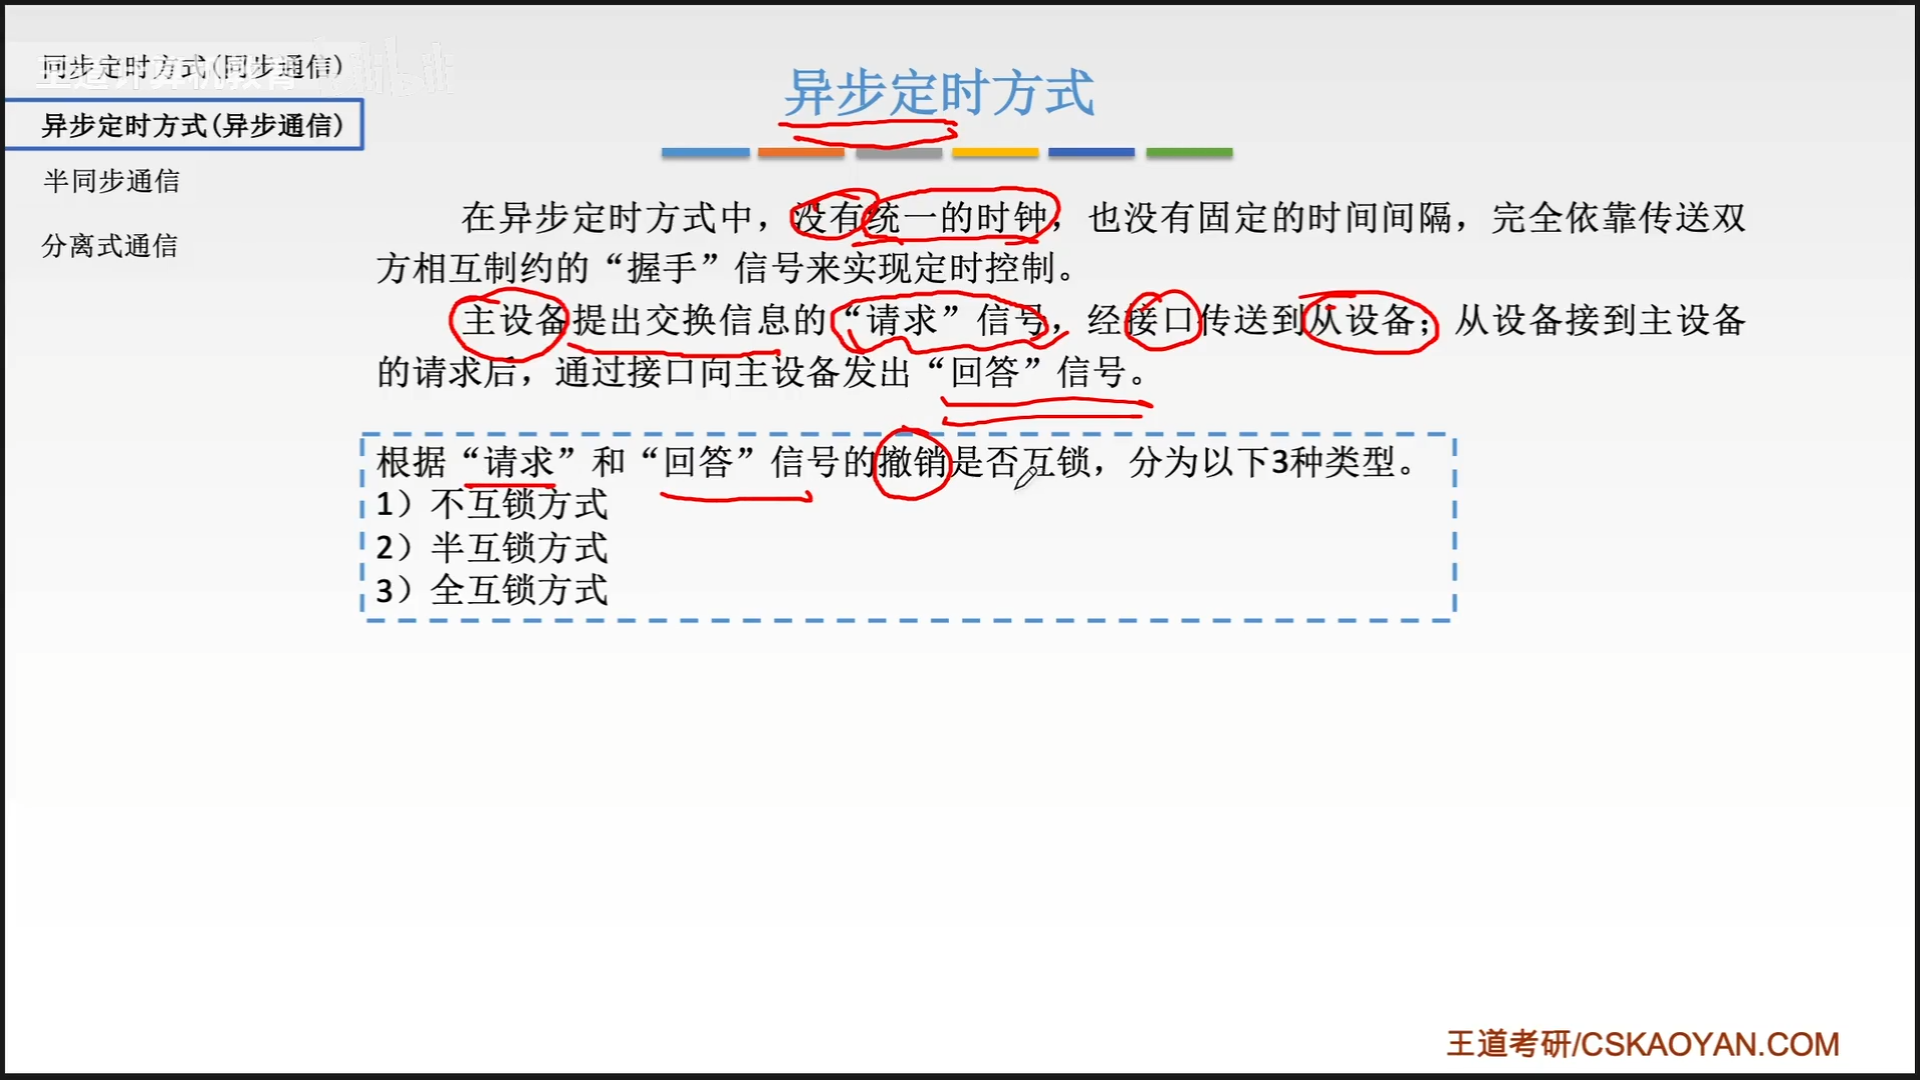 同步定时方式(同步通信)
王道计算机教育
异步定时方式(异步通信)
半同步通信
分离式通信
异步定时方式
在异步定时方式中，没有统一的时钟，也没有固定的时间间隔，完全依靠传送双
方相互制约的“握手”信号来实现定时控制。
主设备提出交换信息的“请求”信号，经接口传送到从设备；从设备接到主设备
的请求后，通过接口向主设备发出“回答”信号。
根据“请求”和“回答”信号的撤销是否互锁，分为以下3种类型。
1）不互锁方式
2）半互锁方式
3）全互锁方式
王道考研/CSKAOYAN.COM